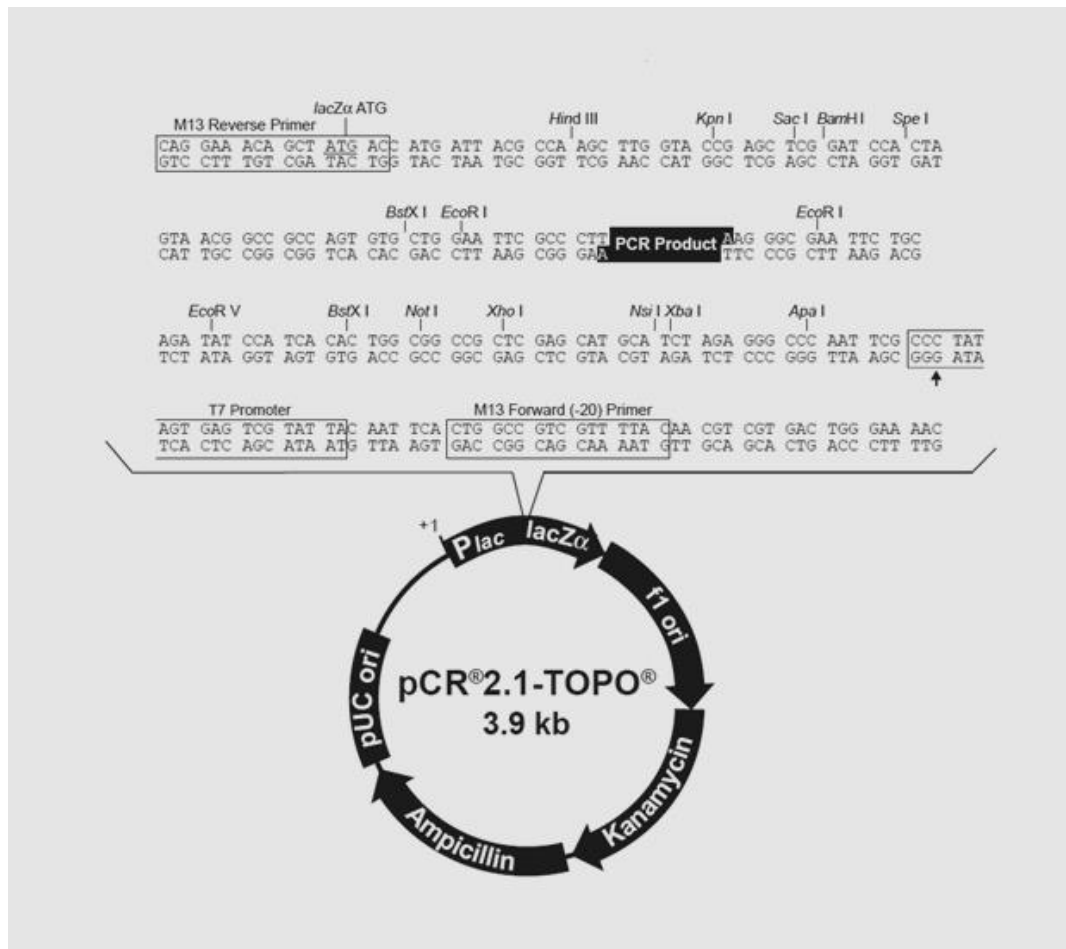 lacZα ATG
M13 Reverse Primer
Hind III Kpn I Sac I BamH I Spe I
CAG GAA ACA GCT ATG ACC ATG ATT ACG CCA AGC TTG GTA CCG AGC TCG GAT CCA CTA
GTC CTT TGT CGA TAC TGG TAC TAA TGC GGT TCG AAC CAT GGC TCG AGC CTA GGT GAT
BstX I EcoR I EcoR I
GTA ACG GCC GCC AGT GTG CTG GAA TTC GCC CTT PCR Product AAG GGC GAA TTC TGC
CAT TGC CGG CGG TCA CAC GAC CTT AAG CGG GAA TTC CCG CTT AAG ACG
EcoR V BstX I Not I Xho I Nsi I Xba I Apa I
AGA TAT CCA TCA CAC TGG CGG CCG CTC GAG CAT GCA TCT AGA GGG CCC AAT TCG CCC TAT
TCT ATA GGT AGT GTG ACC GCC GGC GAG CTC GTA CGT AGA TCT CCC GGG TTA AGC GGG ATA
T7 Promoter M13 Forward (-20) Primer
AGT GAG TCG TAT TAC AAT TCA CTG GCC GTC GTT TTA CAA CGT CGT GAC TGG GAA AAC
TCA CTC AGC ATA ATG TTA AGT GAC CGG CAG CAA AAT GTT GCA GCA CTG ACC CTT TTG
+1
Plac lacZα
f1 ori
pCR®2.1-TOPO®
3.9 kb
pUC ori
Kanamycin
Ampicillin